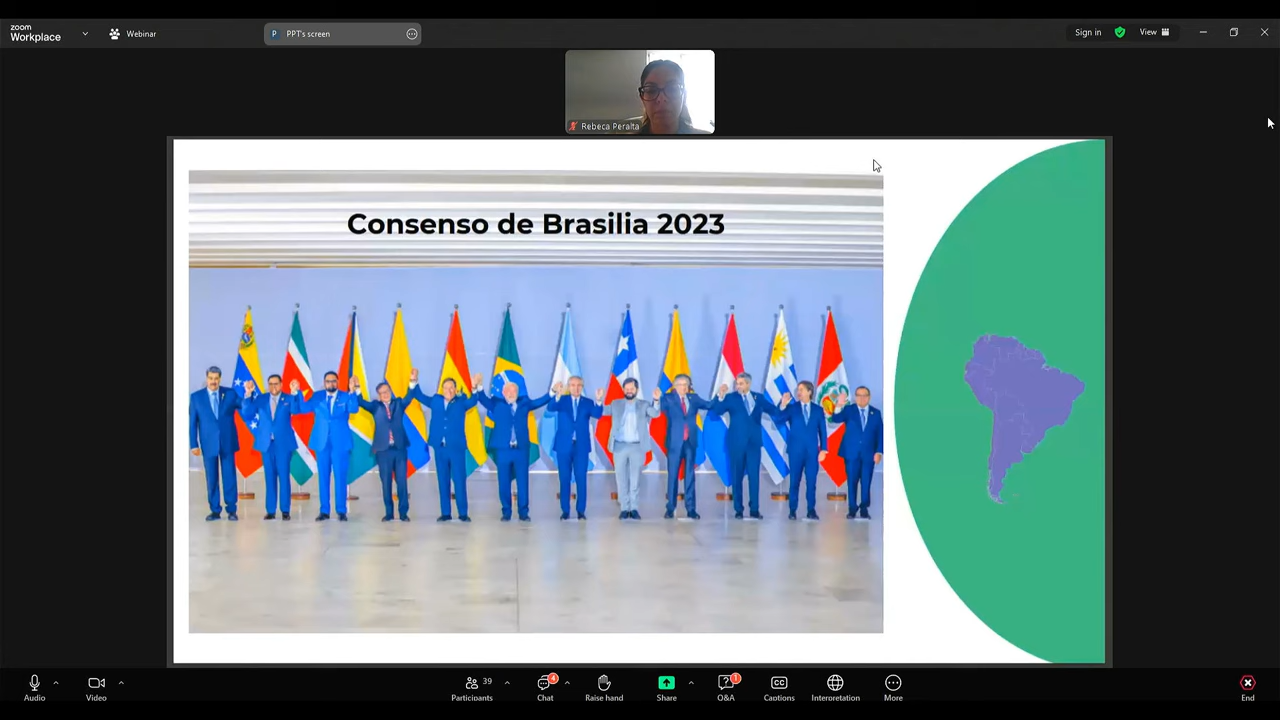 zoom
Workplace
Webinar
P PPT's screen
Sign in
View
Rebeca Peralta
Consenso de Brasilia 2023
Audio
Video
39
Participants
4
Chat
Raise hand
Share
1
Q&A
CC
Captions
Interpretation
More
End